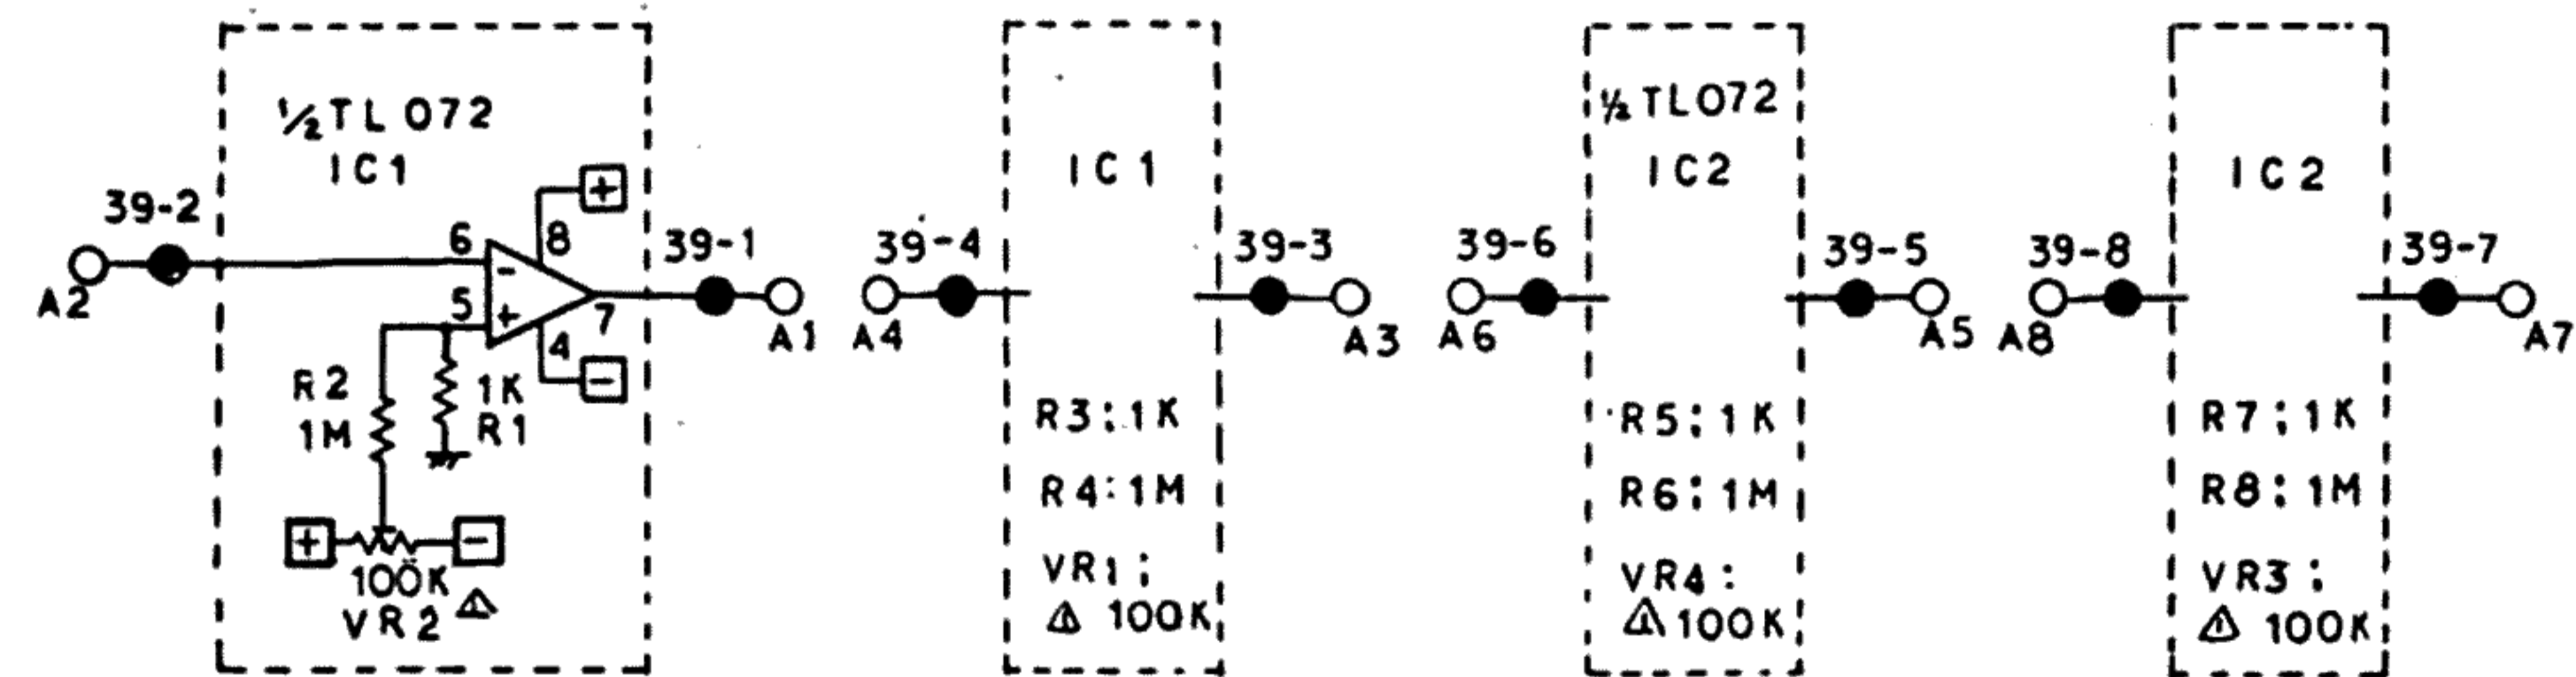 ½TL072
IC1
39-2
A2
6
8
+
-
5
+
4
7
-
R2
1M
1K
R1
+
-
100K
VR2 ⚠
39-1
A1
39-4
A4
IC1
R3:1K
R4:1M
VR1:
⚠ 100K
39-3
A3
39-6
A6
½TL072
IC2
R5:1K
R6:1M
VR4:
⚠ 100K
39-5
A5
39-8
A8
IC2
R7:1K
R8:1M
VR3:
⚠ 100K
39-7
A7